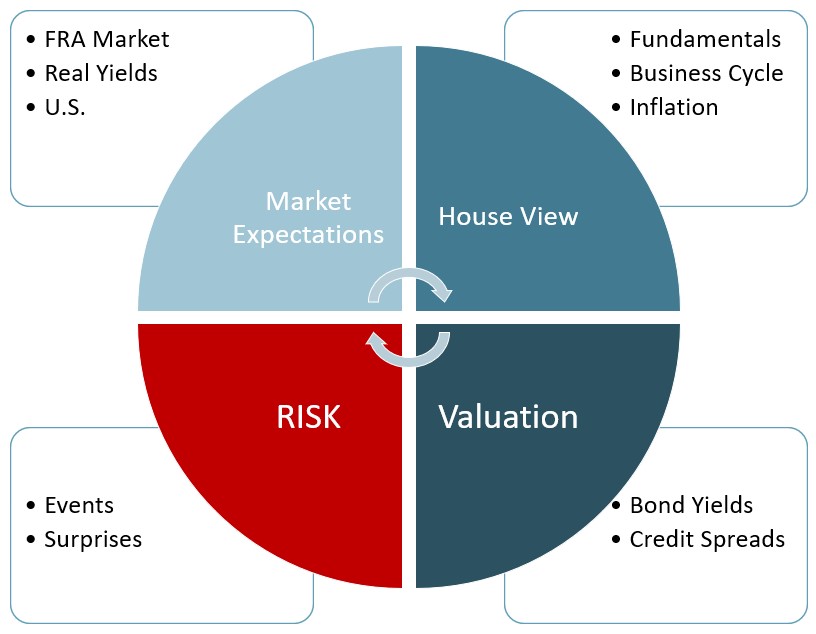 • FRA Market
• Real Yields
• U.S.
• Fundamentals
• Business Cycle
• Inflation
Market
Expectations
House View
RISK
Valuation
• Events
• Surprises
• Bond Yields
• Credit Spreads